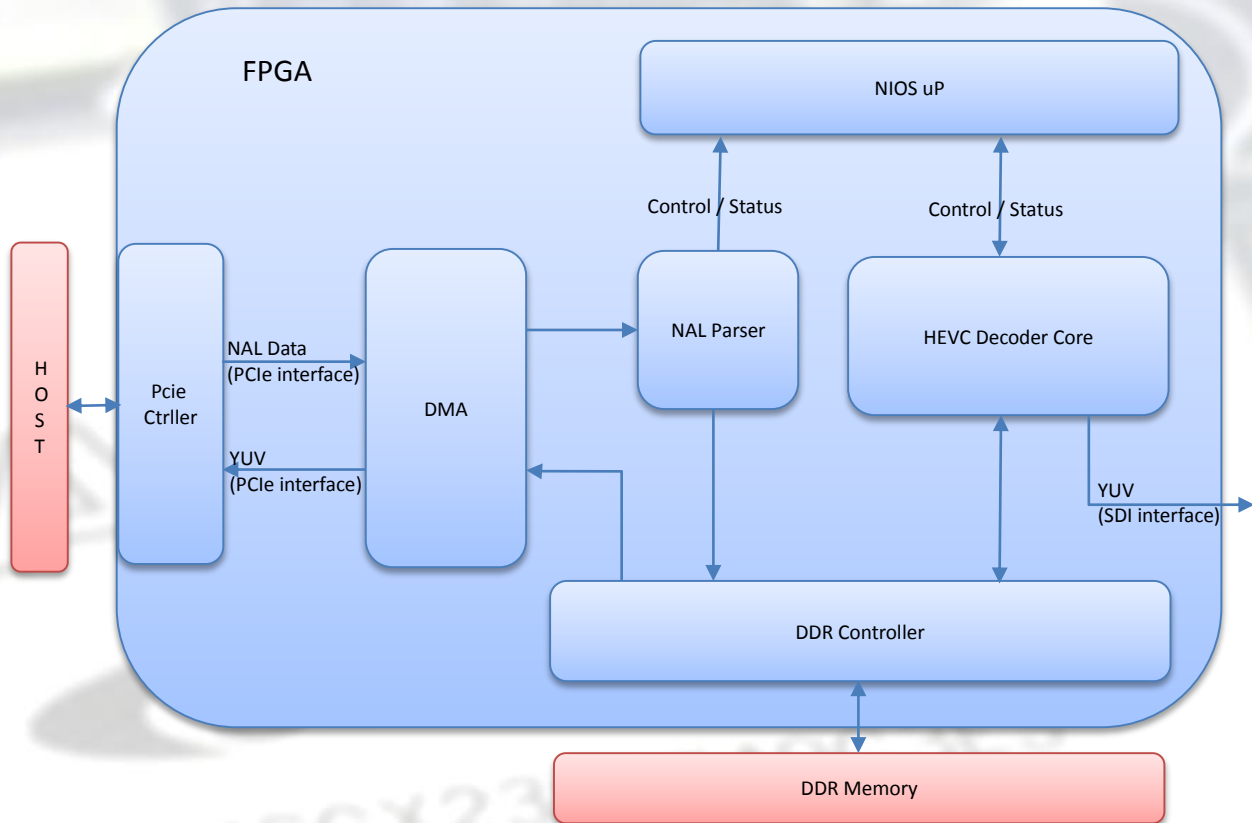 FPGA
NIOS uP
Control / Status
Control / Status
H
O
S
T
Pcie
Ctrller
NAL Data
(PCIe interface)
YUV
(PCIe interface)
DMA
NAL Parser
HEVC Decoder Core
YUV
(SDI interface)
DDR Controller
DDR Memory